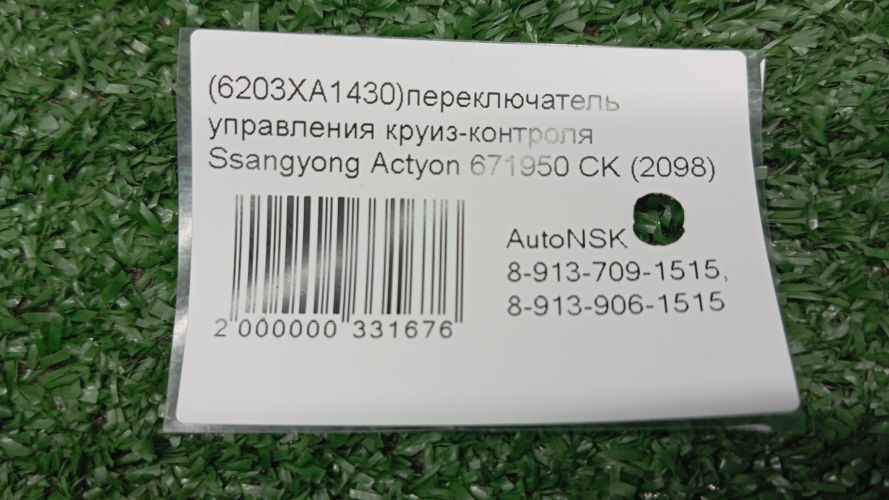 (6203XA1430)переключатель
управления круиз-контроля
Ssangyong Actyon 671950 СК (2098)
AutoNSK
8-913-709-1515,
8-913-906-1515
2 000000 331676